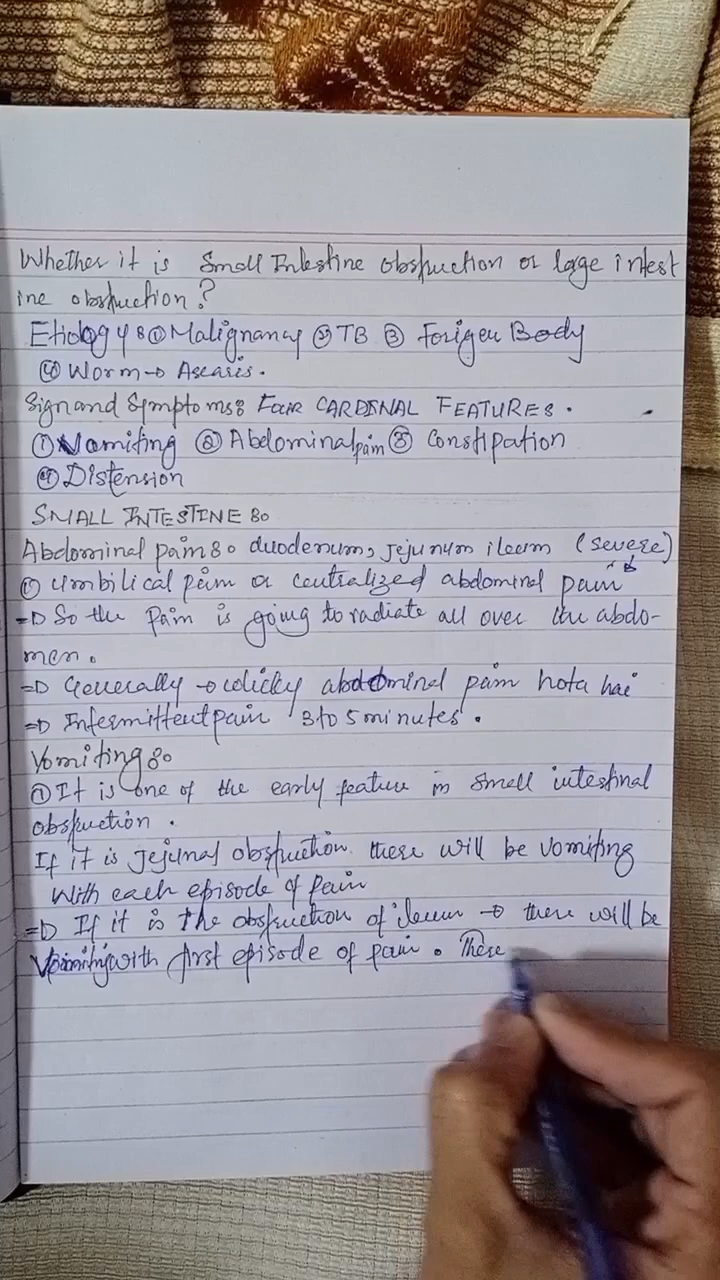 Whether it is Small Intestine obstruction or large intest
ine obstruction?
Etiology: ① Malignancy ② TB ③ Forigen Body
④ Worm → Ascaris.
Sign and Symptoms: FOUR CARDINAL FEATURES.
① Vomiting ② Abdominal pain ③ Constipation
④ Distension
SMALL INTESTINE:
Abdominal pain: duodenum, jejunum ileum (severe)
① Umbilical pain or centralized abdominal pain
⇒ So the pain is going to radiate all over the abdo-
men.
⇒ Generally → colicky abdominal pain hota hai
⇒ Intermittent pain 3 to 5 minutes.
Vomiting:
① It is one of the early feature in small intestinal
obstruction.
If it is Jejunal obstruction there will be vomiting
with each episode of pain
⇒ If it is the obstruction of ileum → there will be
Vomiting with first episode of pain. There